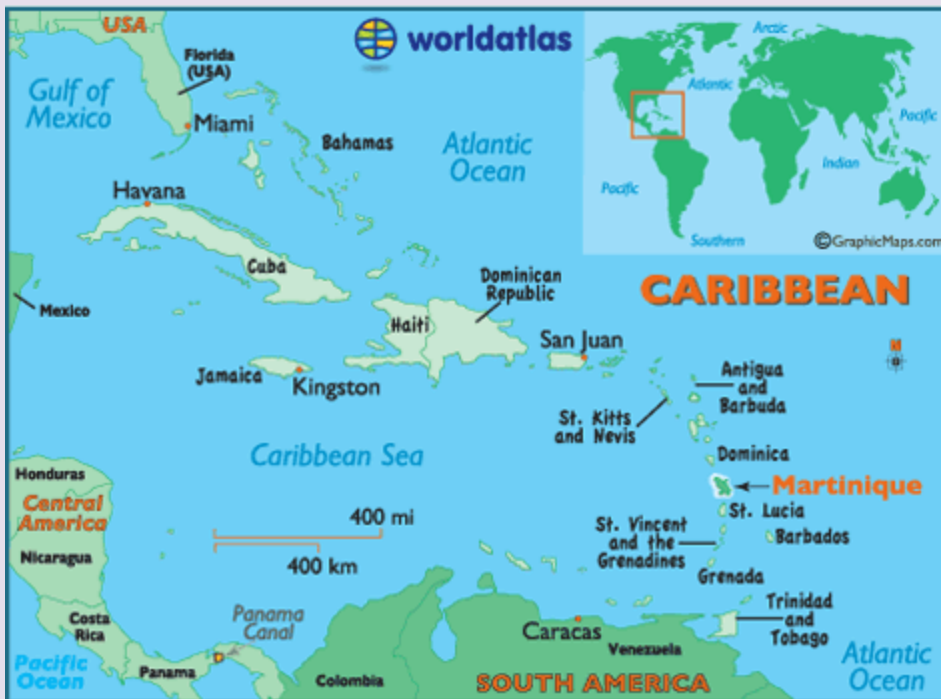 USA
worldatlas
Florida
(USA)
Gulf of
Mexico
Miami
Bahamas
Atlantic
Ocean
Arctic
Atlantic
Pacific
Indian
Pacific
Southern
©GraphicMaps.com
Havana
Cuba
Mexico
Dominican
Republic
Haiti
CARIBBEAN
N
San Juan
Jamaica
Kingston
Antigua
and
Barbuda
St. Kitts
and Nevis
Caribbean Sea
Dominica
Honduras
Martinique
Central
America
400 mi
St. Lucia
St. Vincent
and the
Grenadines
Barbados
Nicaragua
400 km
Grenada
Costa
Rica
Panama
Canal
Trinidad
and
Tobago
Caracas
Venezuela
Pacific
Ocean
Panama
Colombia
SOUTH AMERICA
Atlantic
Ocean